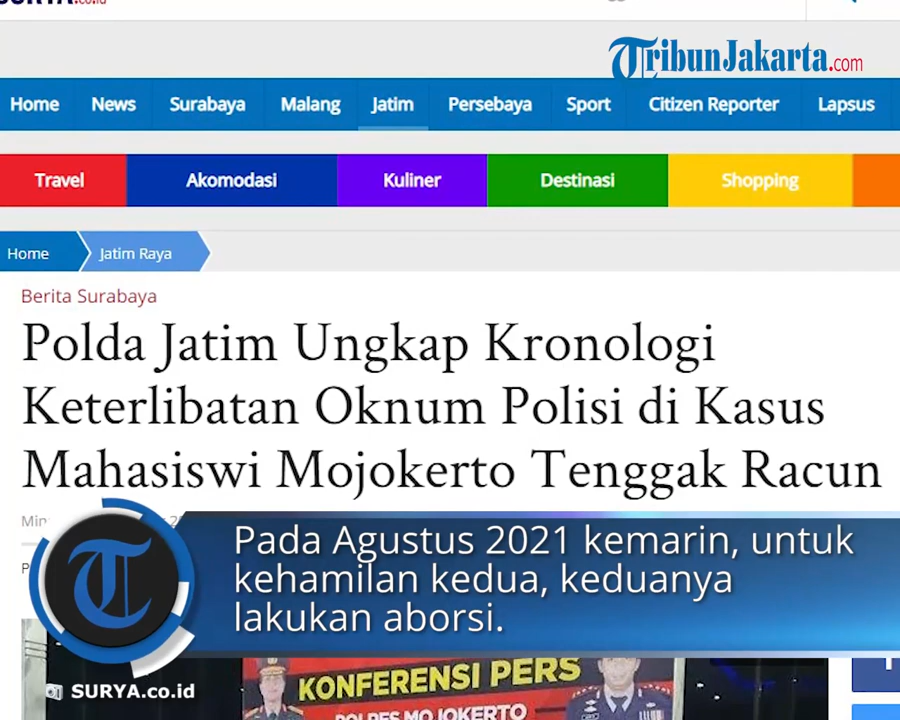 TribunJakarta.com
Home News Surabaya Malang Jatim Persebaya Sport Citizen Reporter Lapsus
Travel Akomodasi Kuliner Destinasi Shopping
Home Jatim Raya
Berita Surabaya
Polda Jatim Ungkap Kronologi
Keterlibatan Oknum Polisi di Kasus
Mahasiswi Mojokerto Tenggak Racun
Pada Agustus 2021 kemarin, untuk
kehamilan kedua, keduanya
lakukan aborsi.
SURYA.co.id
KONFERENSI PERS
POLRES MOJOKERTO